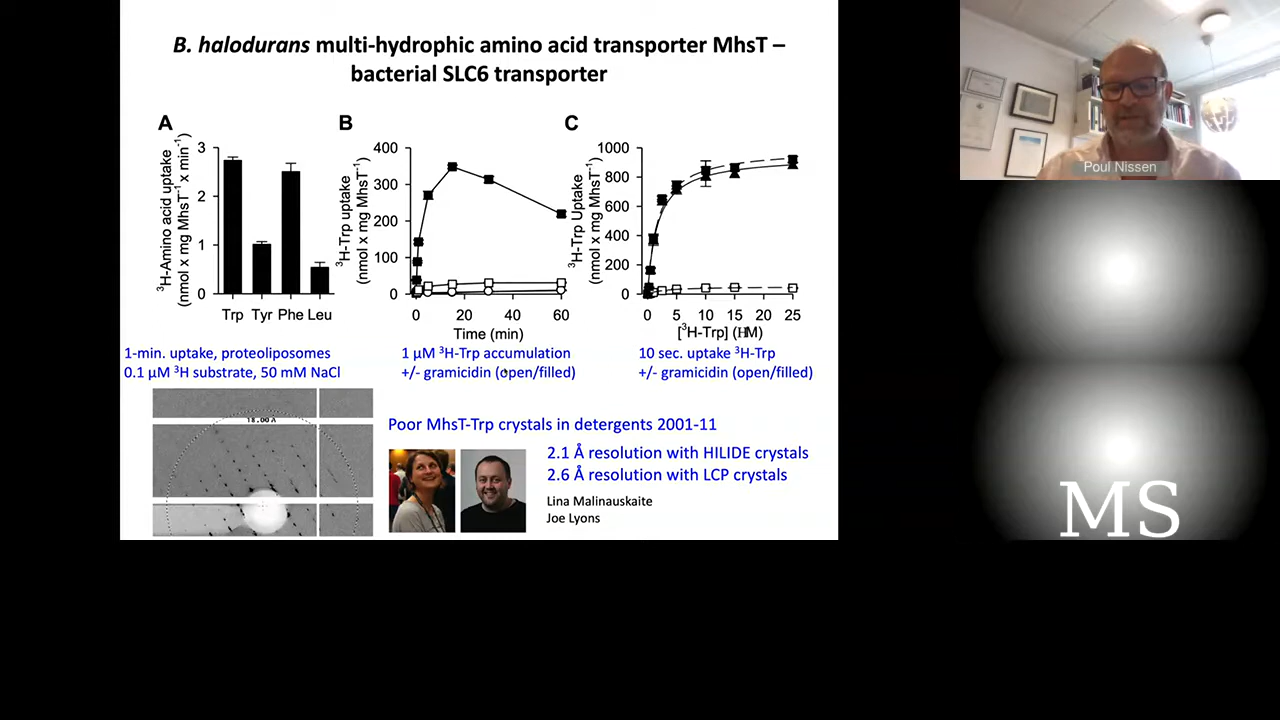 B. halodurans multi-hydrophic amino acid transporter MhsT –
bacterial SLC6 transporter
A
³H-Amino acid uptake
(nmol x mg MhsT⁻¹ x min⁻¹)
3
2
1
0
Trp Tyr Phe Leu
B
³H-Trp uptake
(nmol x mg MhsT⁻¹)
400
300
200
100
0
0 20 40 60
Time (min)
C
³H-Trp Uptake
(nmol x mg MhsT⁻¹)
1000
800
600
400
200
0
0 5 10 15 20 25
[³H-Trp] (HM)
1-min. uptake, proteoliposomes
0.1 µM ³H substrate, 50 mM NaCl
1 µM ³H-Trp accumulation
+/- gramicidin (open/filled)
10 sec. uptake ³H-Trp
+/- gramicidin (open/filled)
18.00 A
Poor MhsT-Trp crystals in detergents 2001-11
2.1 Å resolution with HILIDE crystals
2.6 Å resolution with LCP crystals
Lina Malinauskaite
Joe Lyons
Poul Nissen
MS